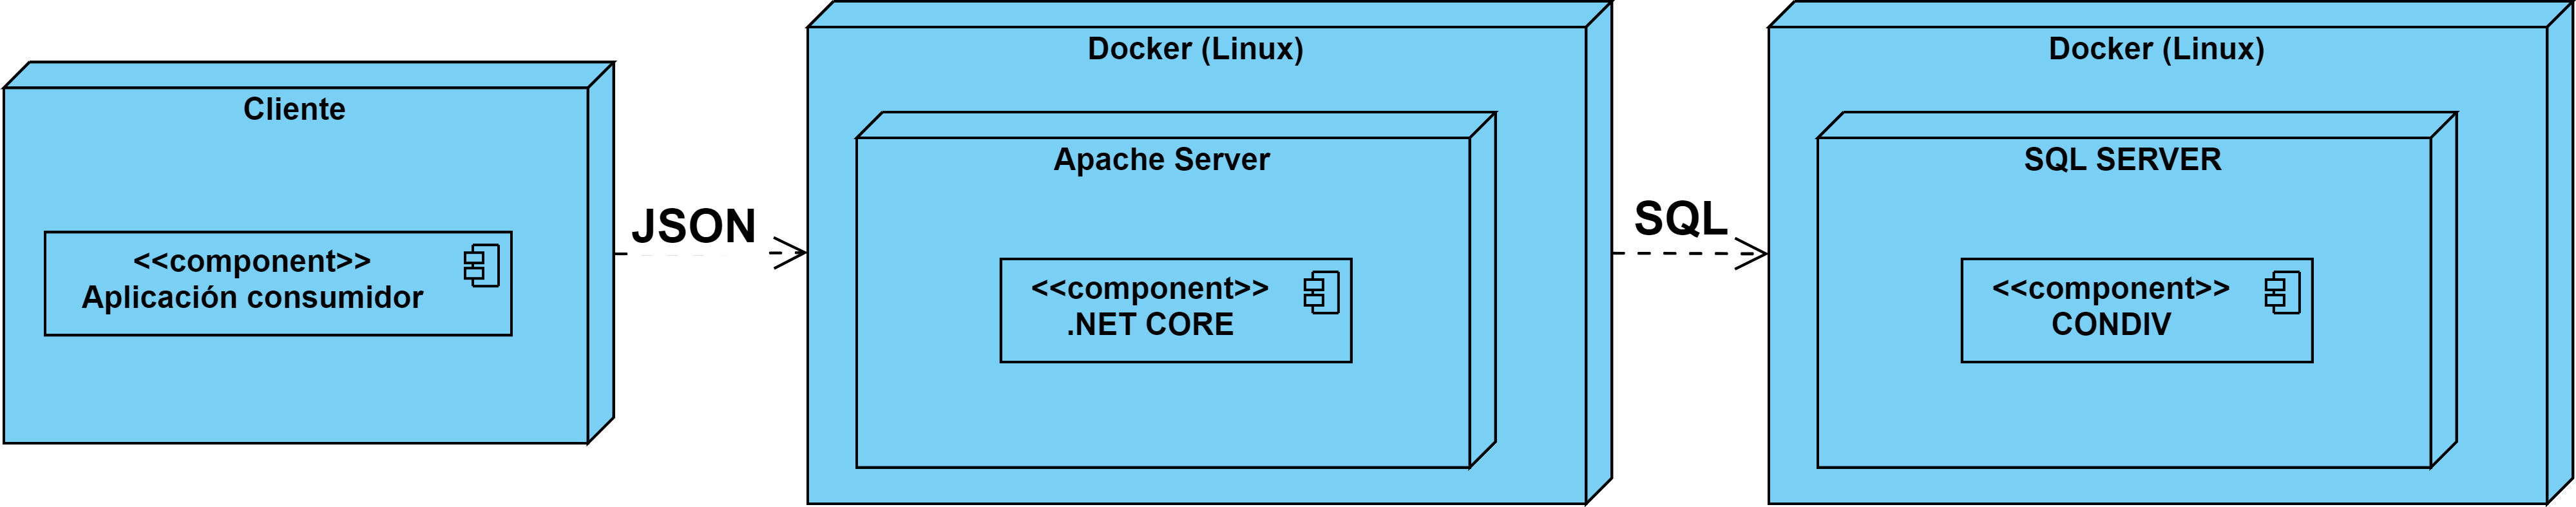 Cliente
<<component>>
Aplicación consumidor
JSON
Docker (Linux)
Apache Server
<<component>>
.NET CORE
SQL
Docker (Linux)
SQL SERVER
<<component>>
CONDIV